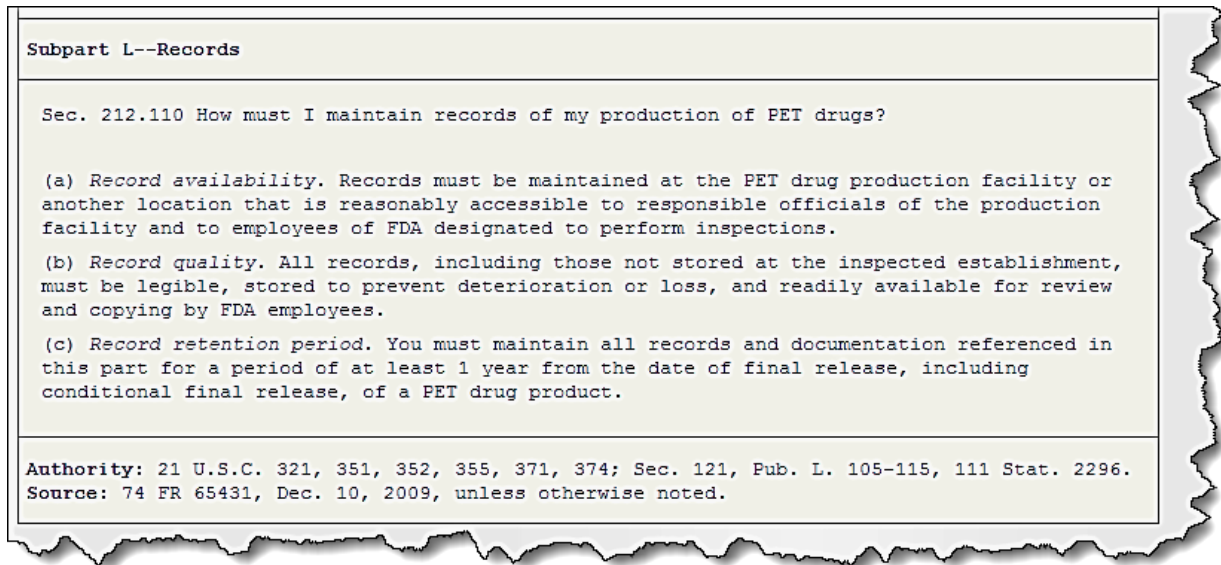 Subpart L--Records
Sec. 212.110 How must I maintain records of my production of PET drugs?
(a) Record availability. Records must be maintained at the PET drug production facility or
another location that is reasonably accessible to responsible officials of the production
facility and to employees of FDA designated to perform inspections.
(b) Record quality. All records, including those not stored at the inspected establishment,
must be legible, stored to prevent deterioration or loss, and readily available for review
and copying by FDA employees.
(c) Record retention period. You must maintain all records and documentation referenced in
this part for a period of at least 1 year from the date of final release, including
conditional final release, of a PET drug product.
Authority: 21 U.S.C. 321, 351, 352, 355, 371, 374; Sec. 121, Pub. L. 105-115, 111 Stat. 2296.
Source: 74 FR 65431, Dec. 10, 2009, unless otherwise noted.